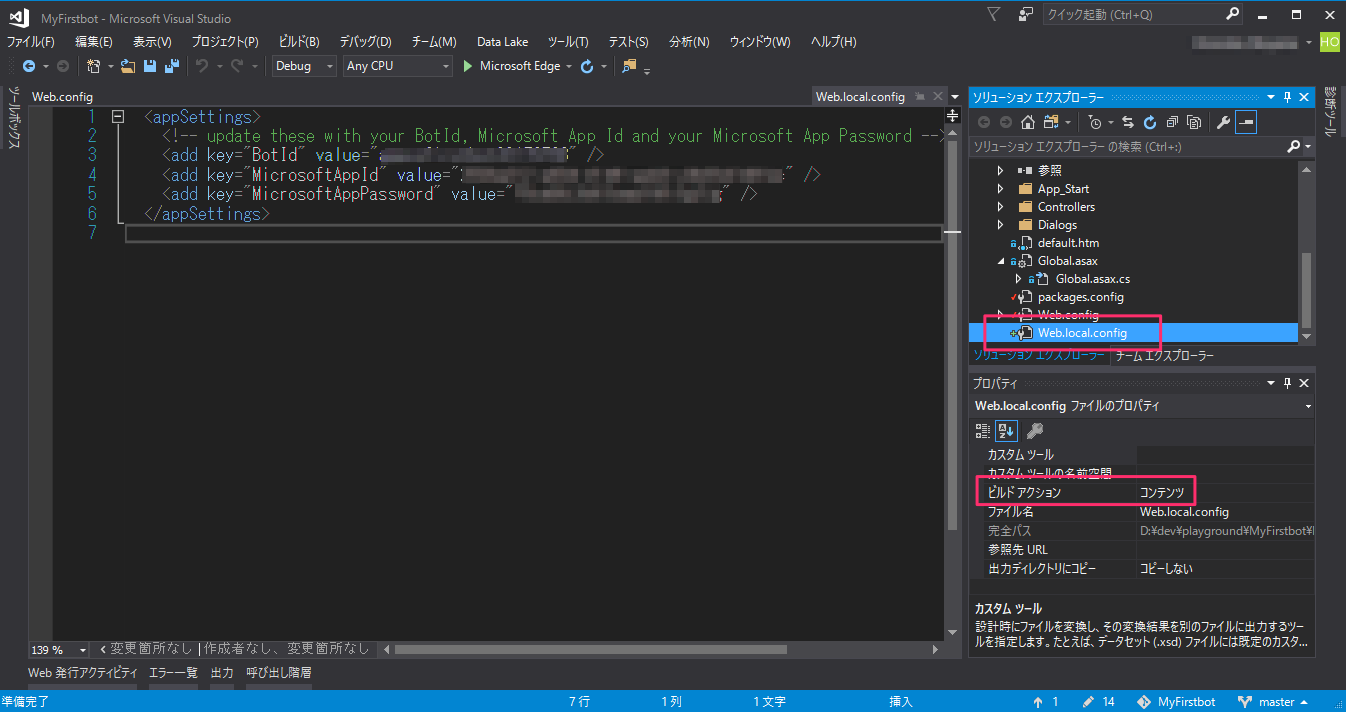 MyFirstbot - Microsoft Visual Studio
クイック起動 (Ctrl+Q)
ファイル(F) 編集(E) 表示(V) プロジェクト(P) ビルド(B) デバッグ(D) チーム(M) Data Lake ツール(T) テスト(S) 分析(N) ウィンドウ(W) ヘルプ(H)
HO
Debug Any CPU Microsoft Edge
ツールボックス
Web.config Web.local.config
1 <appSettings>
2 <!-- update these with your BotId, Microsoft App Id and your Microsoft App Password --
3 <add key="BotId" value=" " />
4 <add key="MicrosoftAppId" value=" " />
5 <add key="MicrosoftAppPassword" value=" " />
6 </appSettings>
7
139 % 変更箇所なし | 作成者なし、変更箇所なし
ソリューション エクスプローラー
ソリューション エクスプローラー の検索 (Ctrl+:)
参照
App_Start
Controllers
Dialogs
default.htm
Global.asax
Global.asax.cs
packages.config
Web.config
Web.local.config
ソリューション エクスプローラー チーム エクスプローラー
プロパティ
Web.local.config ファイルのプロパティ
カスタム ツール
カスタム ツールの名前空間
ビルド アクション コンテンツ
ファイル名 Web.local.config
完全パス D:¥dev¥playground¥MyFirstbot¥
参照先 URL
出力ディレクトリにコピー コピーしない
カスタム ツール
設計時にファイルを変換し、その変換結果を別のファイルに出力するツー
ルを指定します。たとえば、データセット (.xsd) ファイルには既定のカスタ...
診断ツール
Web 発行アクティビティ エラー一覧 出力 呼び出し階層
準備完了 7 行 1 列 1 文字 挿入 1 14 MyFirstbot master